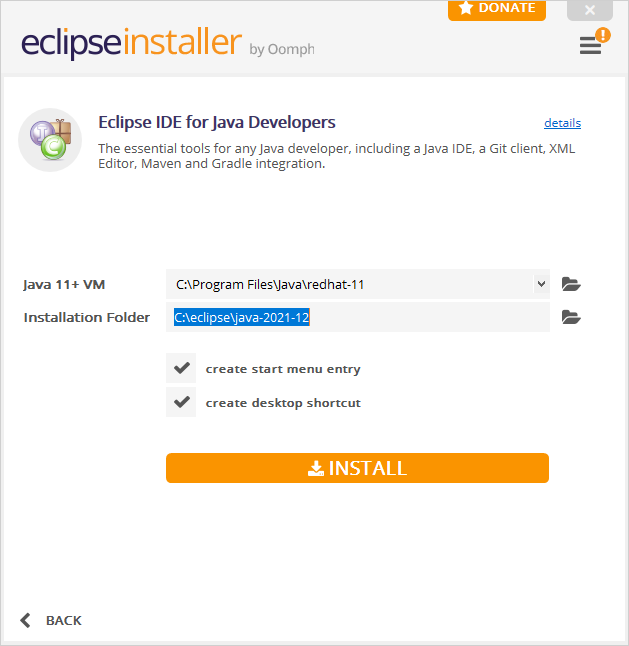 DONATE
eclipseinstaller by Oomph
!
Eclipse IDE for Java Developers
details
The essential tools for any Java developer, including a Java IDE, a Git client, XML
Editor, Maven and Gradle integration.
J
C
Java 11+ VM
C:\Program Files\Java\redhat-11
Installation Folder
C:\eclipse\java-2021-12
create start menu entry
create desktop shortcut
INSTALL
BACK